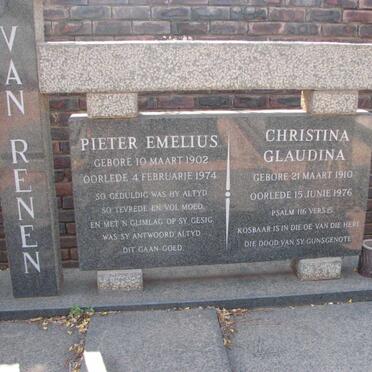 VAN RENEN
PIETER EMELIUS
GEBORE 10 MAART 1902
OORLEDE 4 FEBRUARIE 1974
SO GEDULDIG WAS HY ALTYD
SO TEVREDE EN VOL MOED,
EN MET 'N GLIMLAG OP SY GESIG
WAS SY ANTWOORD ALTYD
DIT GAAN GOED.
CHRISTINA
GLAUDINA
GEBORE 21 MAART 1910
OORLEDE 15 JUNIE 1976
PSALM 116 VERS 15
KOSBAAR IS IN DIE OE VAN DIE HERE
DIE DOOD VAN SY GUNSGENOTE